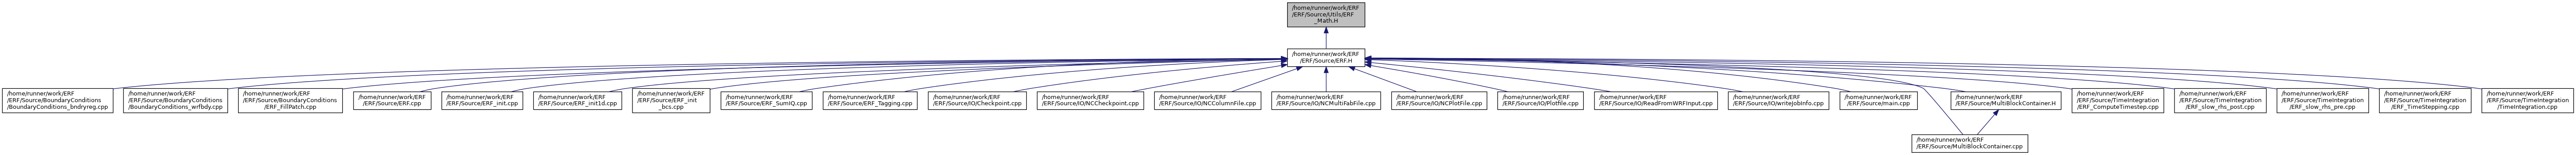 /home/runner/work/ERF
/ERF/Source/Utils/ERF
_Math.H
/home/runner/work/ERF
/ERF/Source/ERF.H
/home/runner/work/ERF
/ERF/Source/BoundaryConditions
/BoundaryConditions_bndryreg.cpp
/home/runner/work/ERF
/ERF/Source/BoundaryConditions
/BoundaryConditions_wrfbdy.cpp
/home/runner/work/ERF
/ERF/Source/BoundaryConditions
/ERF_FillPatch.cpp
/home/runner/work/ERF
/ERF/Source/ERF.cpp
/home/runner/work/ERF
/ERF/Source/ERF_init.cpp
/home/runner/work/ERF
/ERF/Source/ERF_init1d.cpp
/home/runner/work/ERF
/ERF/Source/ERF_init
_bcs.cpp
/home/runner/work/ERF
/ERF/Source/ERF_SumIQ.cpp
/home/runner/work/ERF
/ERF/Source/ERF_Tagging.cpp
/home/runner/work/ERF
/ERF/Source/IO/Checkpoint.cpp
/home/runner/work/ERF
/ERF/Source/IO/NCCheckpoint.cpp
/home/runner/work/ERF
/ERF/Source/IO/NCColumnFile.cpp
/home/runner/work/ERF
/ERF/Source/IO/NCMultiFabFile.cpp
/home/runner/work/ERF
/ERF/Source/IO/NCPlotFile.cpp
/home/runner/work/ERF
/ERF/Source/IO/Plotfile.cpp
/home/runner/work/ERF
/ERF/Source/IO/ReadFromWRFInput.cpp
/home/runner/work/ERF
/ERF/Source/IO/writeJobInfo.cpp
/home/runner/work/ERF
/ERF/Source/main.cpp
/home/runner/work/ERF
/ERF/Source/MultiBlockContainer.H
/home/runner/work/ERF
/ERF/Source/TimeIntegration
/ERF_ComputeTimestep.cpp
/home/runner/work/ERF
/ERF/Source/TimeIntegration
/ERF_slow_rhs_post.cpp
/home/runner/work/ERF
/ERF/Source/TimeIntegration
/ERF_slow_rhs_pre.cpp
/home/runner/work/ERF
/ERF/Source/TimeIntegration
/ERF_TimeStepping.cpp
/home/runner/work/ERF
/ERF/Source/TimeIntegration
/TimeIntegration.cpp
/home/runner/work/ERF
/ERF/Source/MultiBlockContainer.cpp